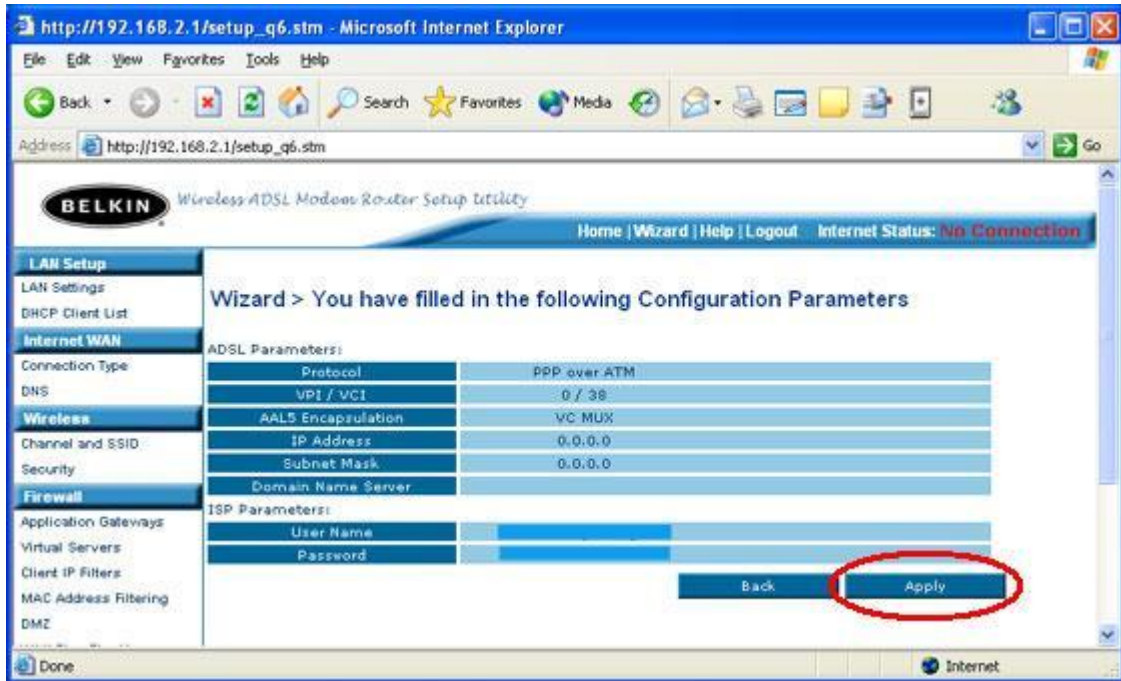 http://192.168.2.1/setup_q6.stm - Microsoft Internet Explorer
File Edit View Favorites Tools Help
Back Search Favorites Media
Address http://192.168.2.1/setup_q6.stm Go
BELKIN Wireless ADSL Modem Router Setup Utility
Home | Wizard | Help | Logout Internet Status: No Connection
LAN Setup
LAN Settings
DHCP Client List
Internet WAN
Connection Type
DNS
Wireless
Channel and SSID
Security
Firewall
Application Gateways
Virtual Servers
Client IP Filters
MAC Address Filtering
DMZ
Wizard > You have filled in the following Configuration Parameters
ADSL Parameters:
Protocol PPP over ATM
VPI / VCI 0 / 38
AAL5 Encapsulation VC MUX
IP Address 0.0.0.0
Subnet Mask 0.0.0.0
Domain Name Server
ISP Parameters:
User Name
Password
Back Apply
Done Internet